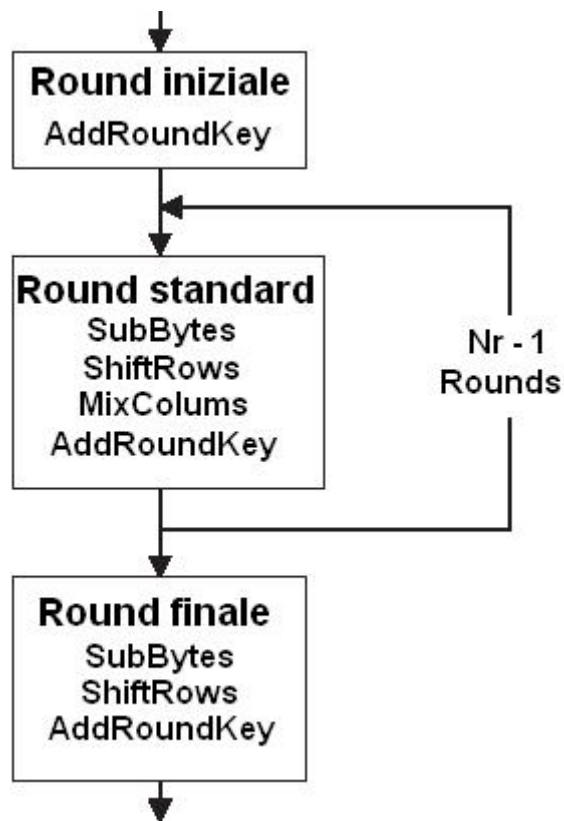 Round iniziale
AddRoundKey
Round standard
SubBytes
ShiftRows
MixColums
AddRoundKey
Nr - 1
Rounds
Round finale
SubBytes
ShiftRows
AddRoundKey